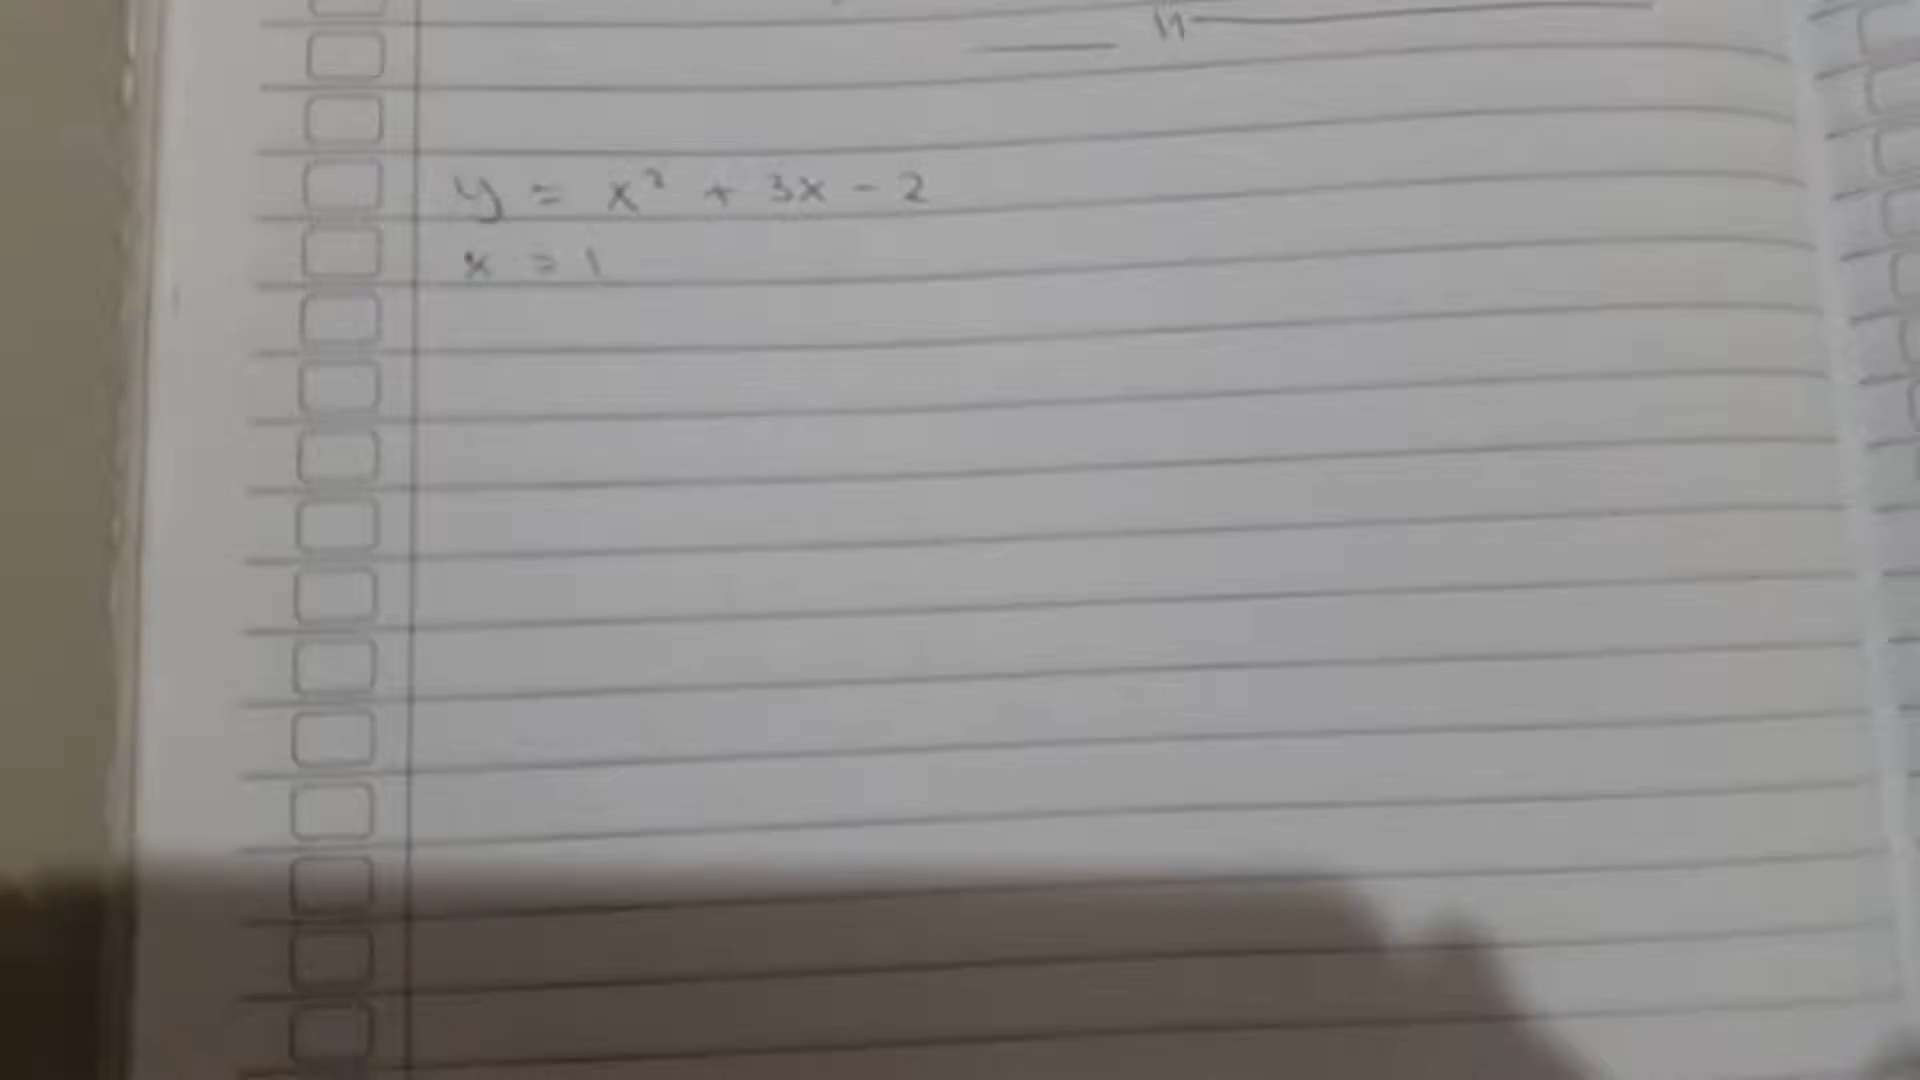 y = x² + 3x - 2
x = 1